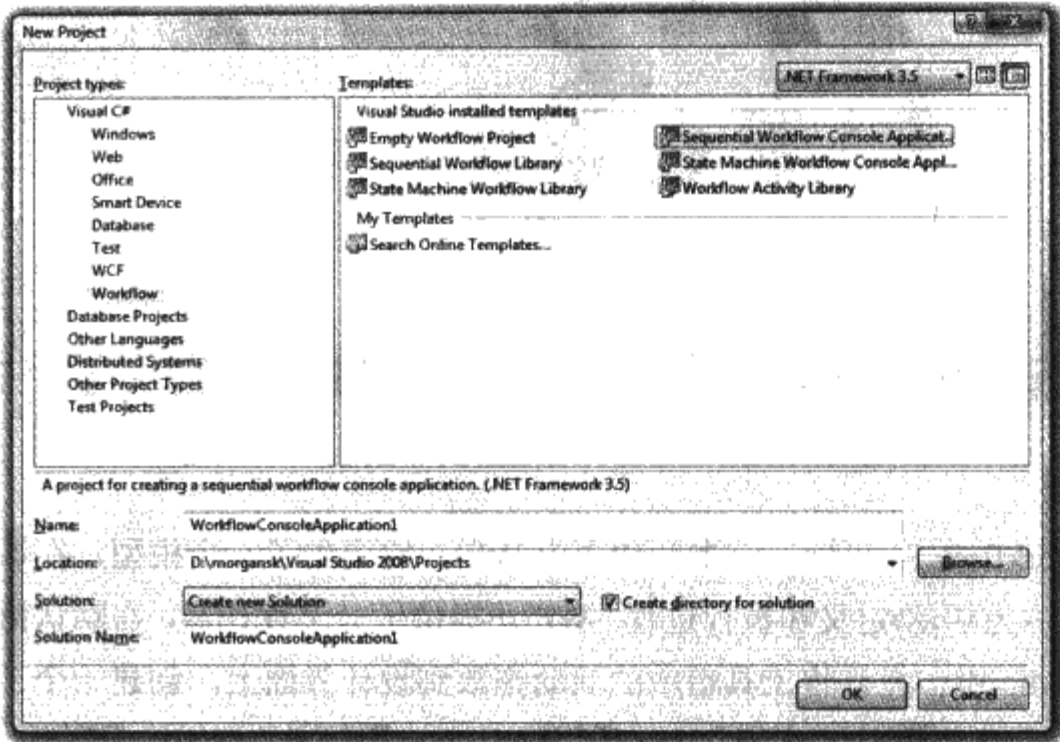 New Project
Project types:
Templates:
.NET Framework 3.5
Visual C#
Windows
Web
Office
Smart Device
Database
Test
WCF
Workflow
Database Projects
Other Languages
Distributed Systems
Other Project Types
Test Projects
Visual Studio installed templates
Empty Workflow Project
Sequential Workflow Console Applicat...
Sequential Workflow Library
State Machine Workflow Console Appl...
State Machine Workflow Library
Workflow Activity Library
My Templates
Search Online Templates...
A project for creating a sequential workflow console application. (.NET Framework 3.5)
Name:
WorkflowConsoleApplication1
Location:
D:\morgansk\Visual Studio 2008\Projects
Browse...
Solution:
Create new Solution
Create directory for solution
Solution Name:
WorkflowConsoleApplication1
OK
Cancel